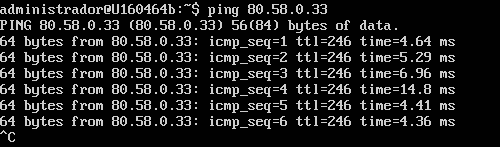 administrador@U160464b:~$ ping 80.58.0.33
PING 80.58.0.33 (80.58.0.33) 56(84) bytes of data.
64 bytes from 80.58.0.33: icmp_seq=1 ttl=246 time=4.64 ms
64 bytes from 80.58.0.33: icmp_seq=2 ttl=246 time=5.29 ms
64 bytes from 80.58.0.33: icmp_seq=3 ttl=246 time=6.96 ms
64 bytes from 80.58.0.33: icmp_seq=4 ttl=246 time=14.8 ms
64 bytes from 80.58.0.33: icmp_seq=5 ttl=246 time=4.41 ms
64 bytes from 80.58.0.33: icmp_seq=6 ttl=246 time=4.36 ms
^C